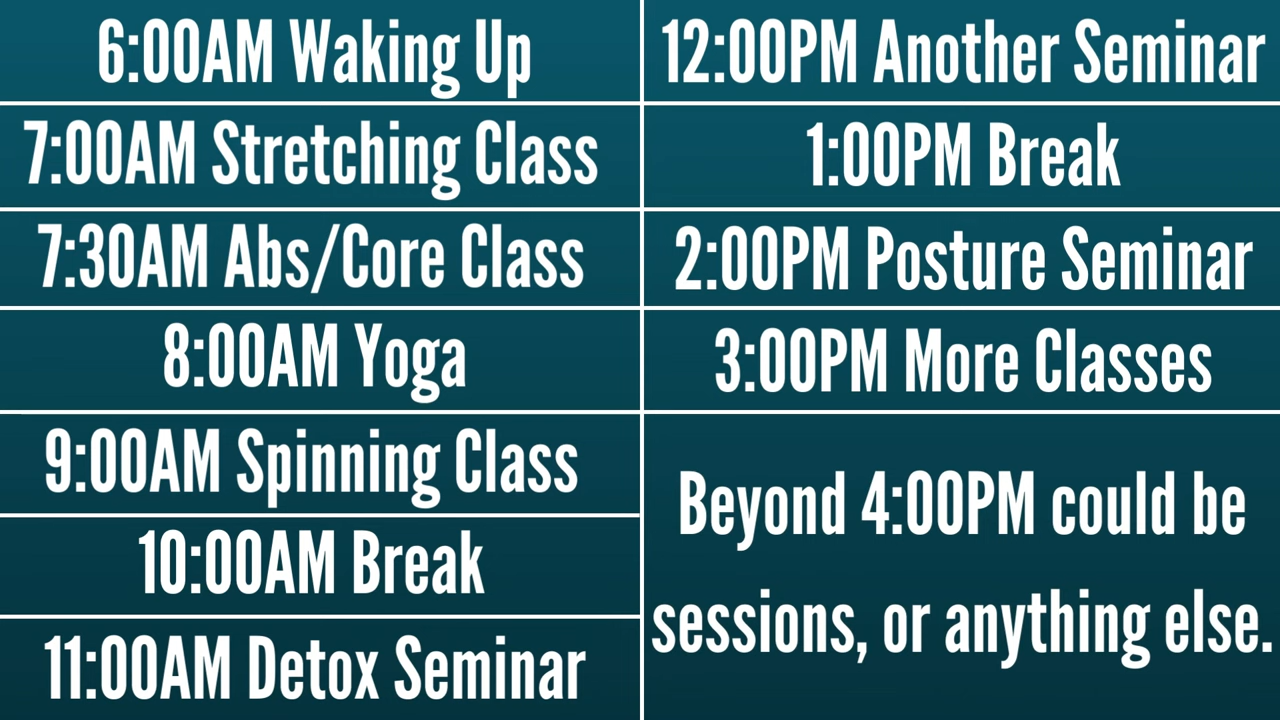 6:00AM Waking Up
7:00AM Stretching Class
7:30AM Abs/Core Class
8:00AM Yoga
9:00AM Spinning Class
10:00AM Break
11:00AM Detox Seminar
12:00PM Another Seminar
1:00PM Break
2:00PM Posture Seminar
3:00PM More Classes
Beyond 4:00PM could be
sessions, or anything else.